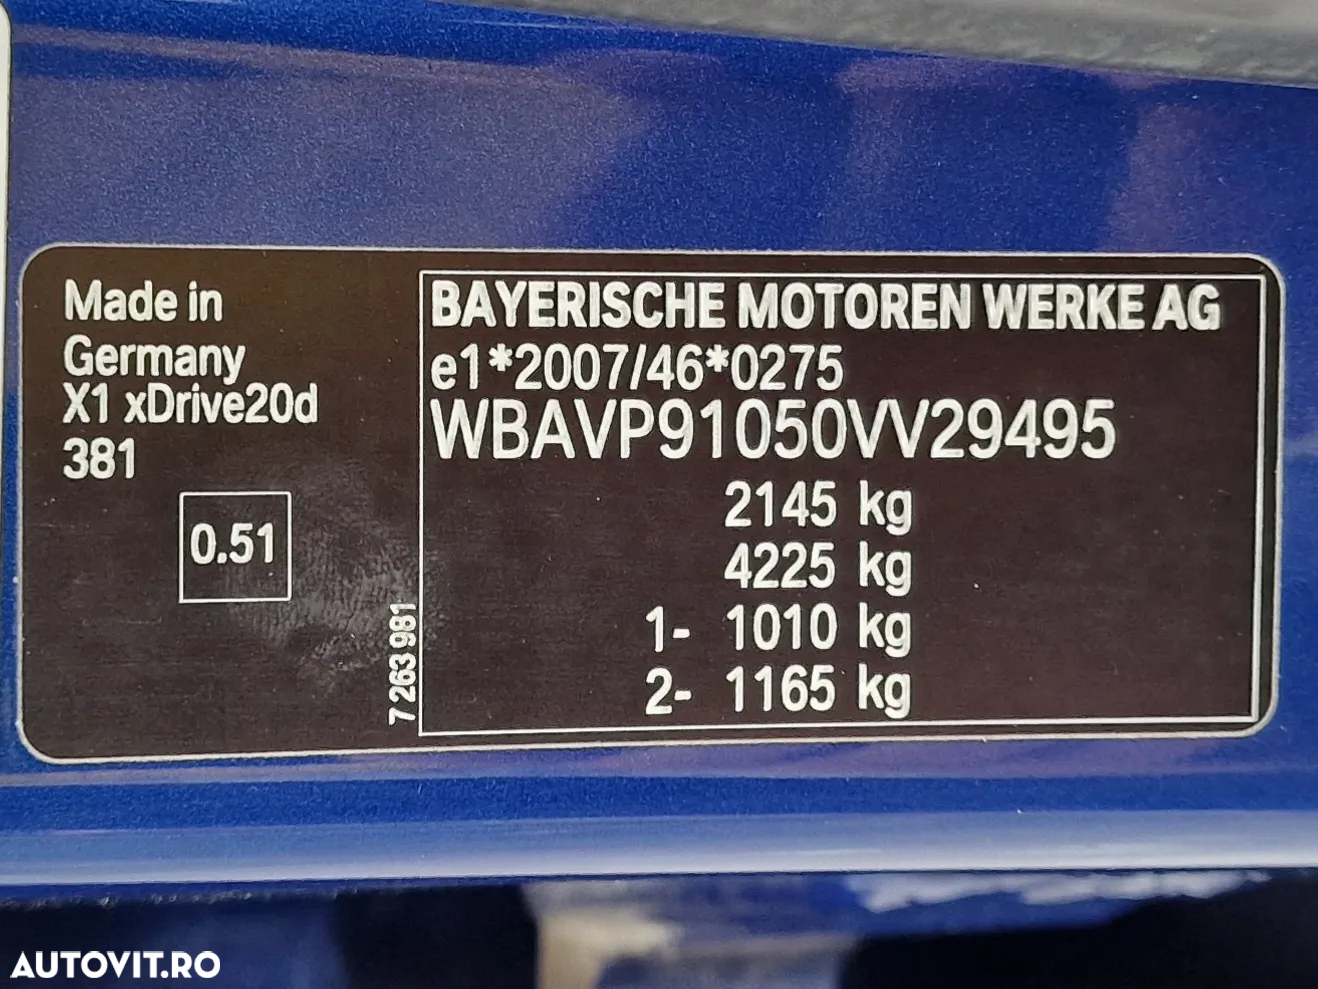 Made in
Germany
X1 xDrive20d
381
0.51
7 263 981
BAYERISCHE MOTOREN WERKE AG
e1*2007/46*0275
WBAVP91050VV29495
2145 kg
4225 kg
1- 1010 kg
2- 1165 kg
AUTOVIT.RO